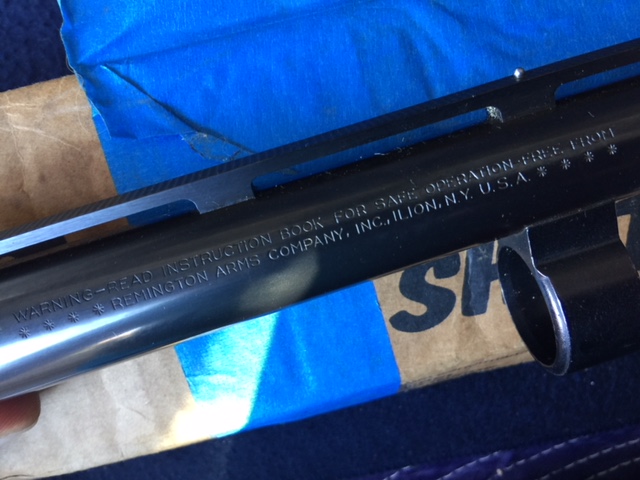 WARNING-READ INSTRUCTION BOOK FOR SAFE OPERATION-FREE FROM
* * * * REMINGTON ARMS COMPANY, INC., ILION, N.Y. U.S.A. * * * *